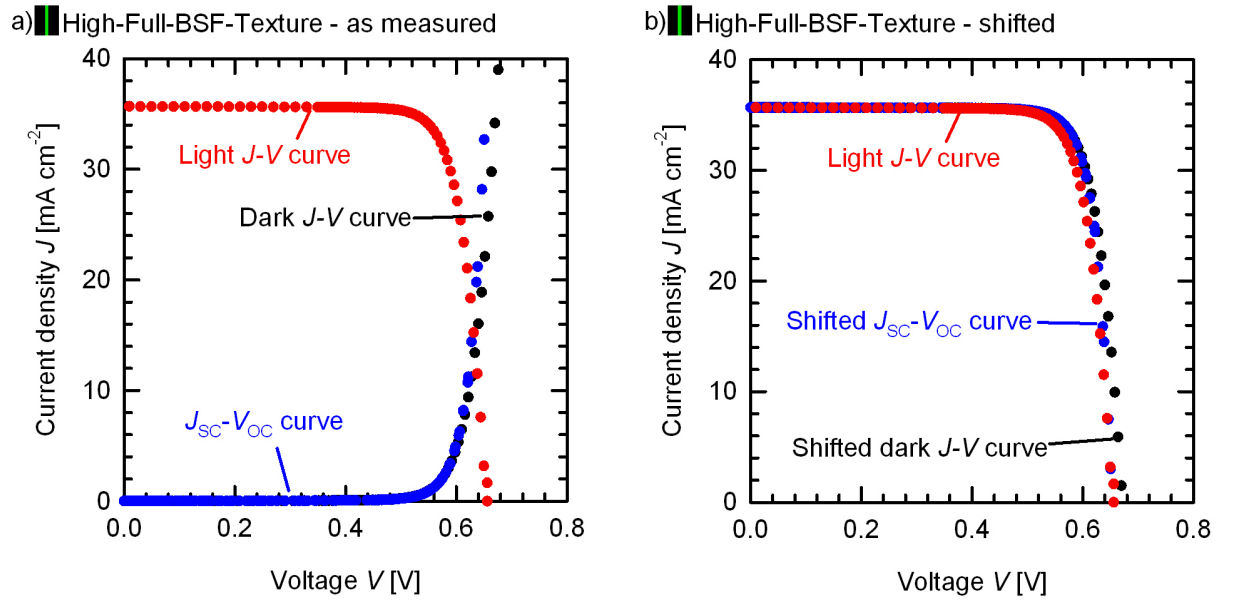 a) High-Full-BSF-Texture - as measured
40
30
20
10
0
0.0 0.2 0.4 0.6 0.8
Current density J [mA cm-2]
Voltage V [V]
Light J-V curve
Dark J-V curve
JSC-VOC curve
b) High-Full-BSF-Texture - shifted
40
30
20
10
0
0.0 0.2 0.4 0.6 0.8
Current density J [mA cm-2]
Voltage V [V]
Light J-V curve
Shifted JSC-VOC curve
Shifted dark J-V curve